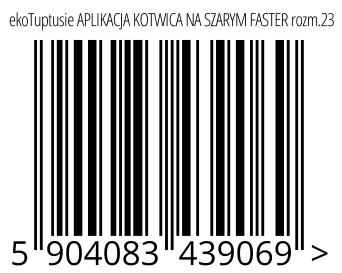 ekoTuptusie APLIKACJA KOTWICA NA SZARYM FASTER rozm.23
5 904083 439069 >